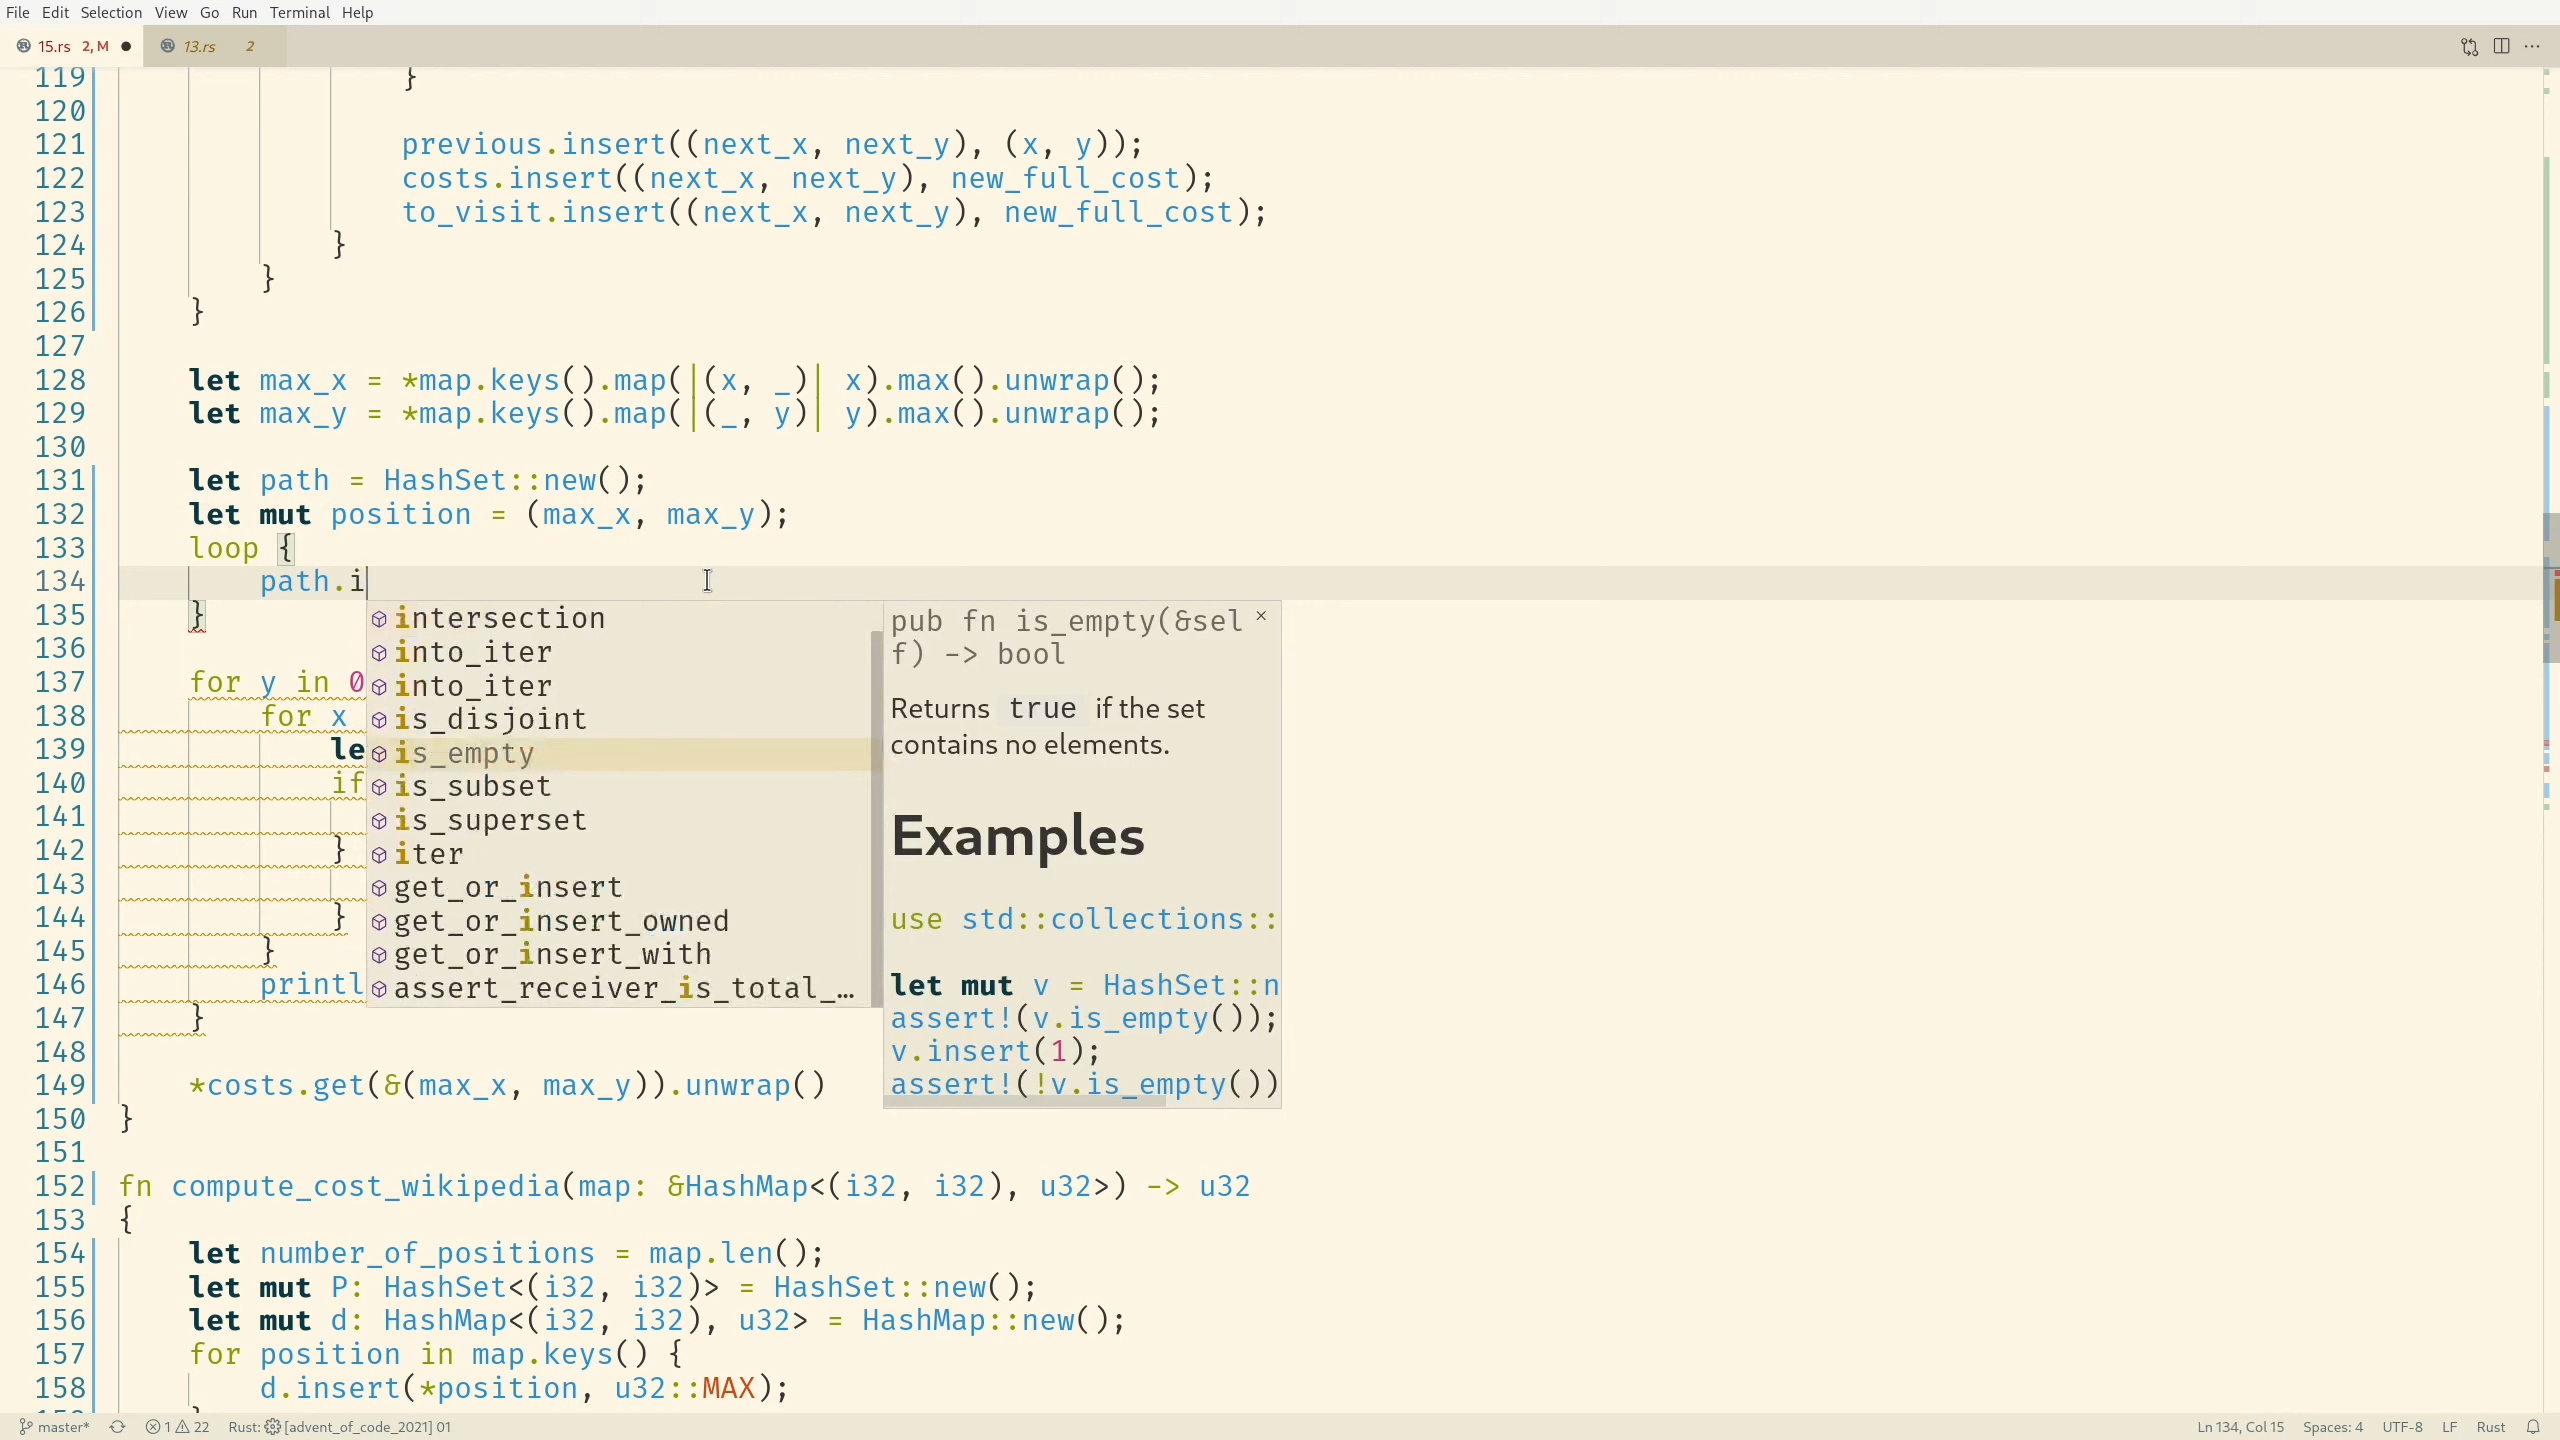 File Edit Selection View Go Run Terminal Help
15.rs 2, M 13.rs 2
119 }
120
121 previous.insert((next_x, next_y), (x, y));
122 costs.insert((next_x, next_y), new_full_cost);
123 to_visit.insert((next_x, next_y), new_full_cost);
124 }
125 }
126 }
127
128 let max_x = *map.keys().map(|(x, _)| x).max().unwrap();
129 let max_y = *map.keys().map(|(_, y)| y).max().unwrap();
130
131 let path = HashSet::new();
132 let mut position = (max_x, max_y);
133 loop {
134 path.i
135 }
136
137 for y in 0
138 for x
139 le
140 if
141
142 }
143
144 }
145 }
146 printl
147 }
148
149 *costs.get(&(max_x, max_y)).unwrap()
150 }
151
152 fn compute_cost_wikipedia(map: &HashMap<(i32, i32), u32>) -> u32
153 {
154 let number_of_positions = map.len();
155 let mut P: HashSet<(i32, i32)> = HashSet::new();
156 let mut d: HashMap<(i32, i32), u32> = HashMap::new();
157 for position in map.keys() {
158 d.insert(*position, u32::MAX);
intersection
into_iter
into_iter
is_disjoint
is_empty
is_subset
is_superset
iter
get_or_insert
get_or_insert_owned
get_or_insert_with
assert_receiver_is_total_…
pub fn is_empty(&sel
f) -> bool
Returns true if the set
contains no elements.
Examples
use std::collections::
let mut v = HashSet::n
assert!(v.is_empty());
v.insert(1);
assert!(!v.is_empty())
master* 1 22 Rust: [advent_of_code_2021] 01 Ln 134, Col 15 Spaces: 4 UTF-8 LF Rust